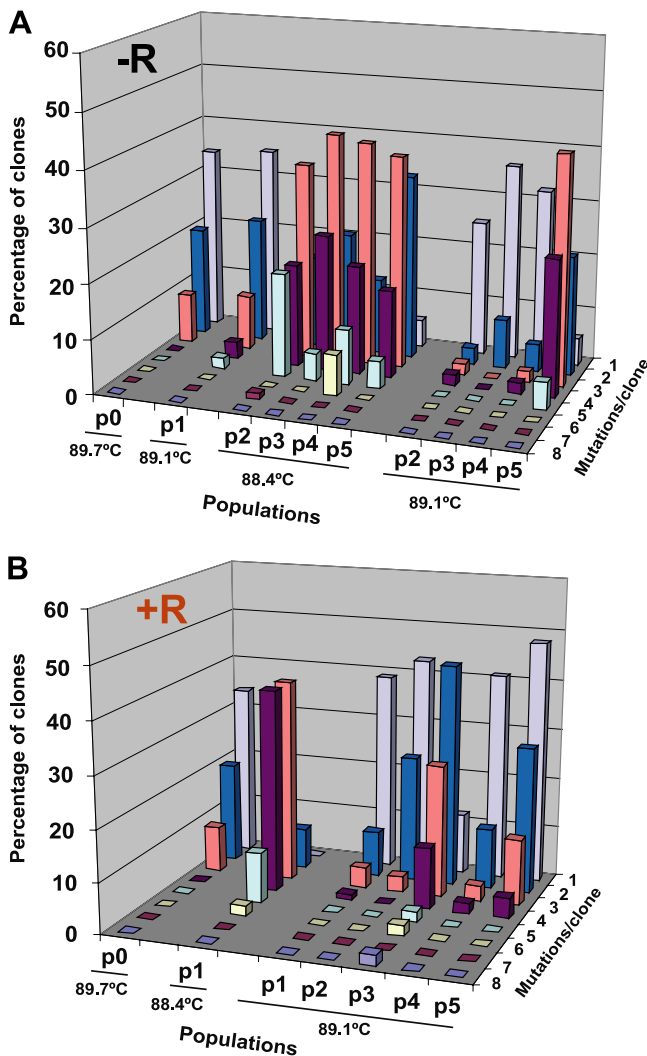 A
-R
Percentage of clones
60
50
40
30
20
10
0
p0 p1 p2 p3 p4 p5 p2 p3 p4 p5
89.7ºC 89.1ºC 88.4ºC 89.1ºC
Populations
1
2
3
4
5
6
7
8
Mutations/clone
B
+R
Percentage of clones
60
50
40
30
20
10
0
p0 p1 p1 p2 p3 p4 p5
89.7ºC 88.4ºC 89.1ºC
Populations
1
2
3
4
5
6
7
8
Mutations/clone